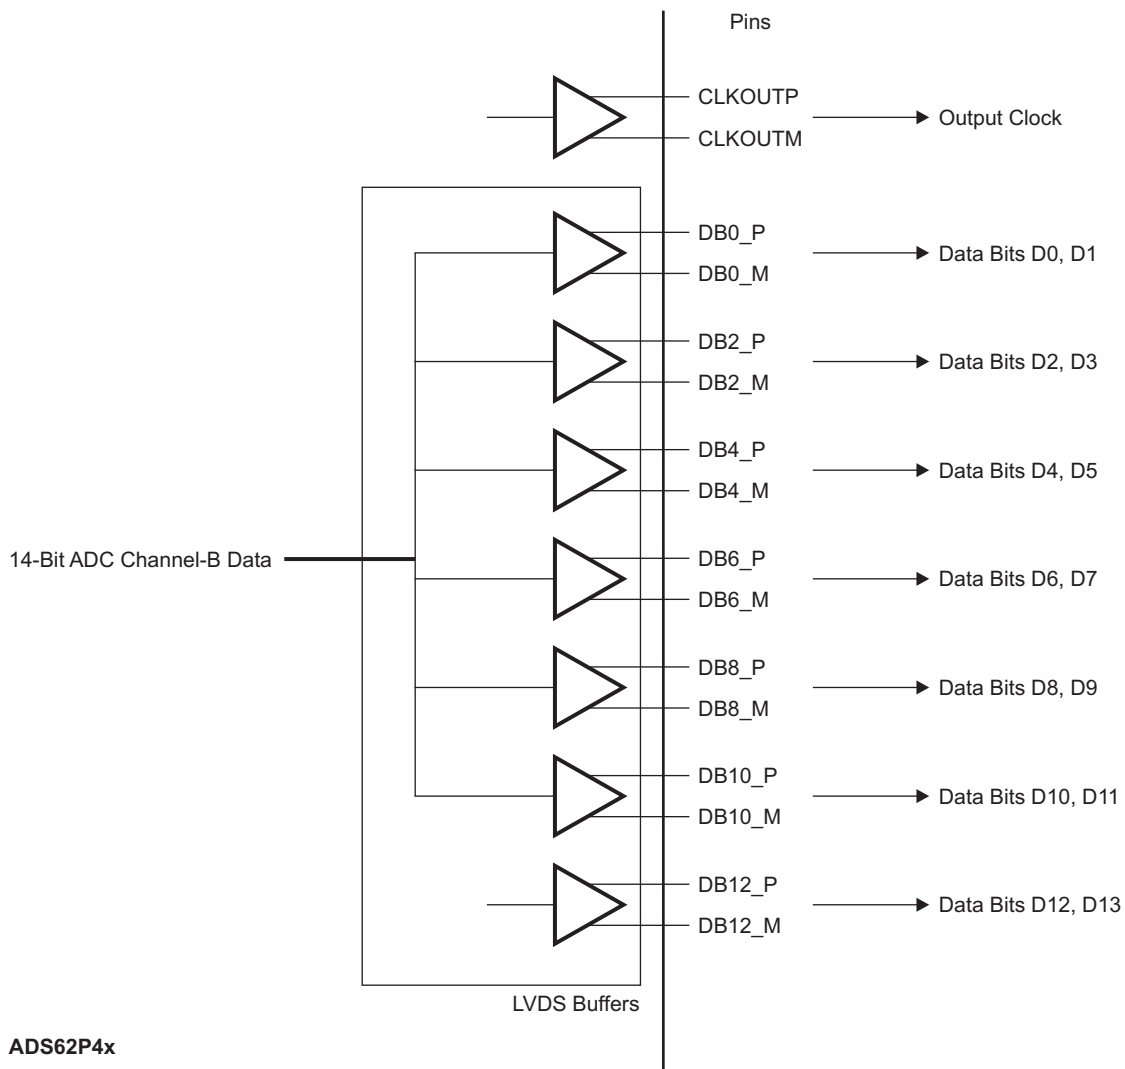 Pins
CLKOUTP
CLKOUTM
Output Clock
DB0_P
DB0_M
Data Bits D0, D1
DB2_P
DB2_M
Data Bits D2, D3
DB4_P
DB4_M
Data Bits D4, D5
14-Bit ADC Channel-B Data
DB6_P
DB6_M
Data Bits D6, D7
DB8_P
DB8_M
Data Bits D8, D9
DB10_P
DB10_M
Data Bits D10, D11
DB12_P
DB12_M
Data Bits D12, D13
LVDS Buffers
ADS62P4x